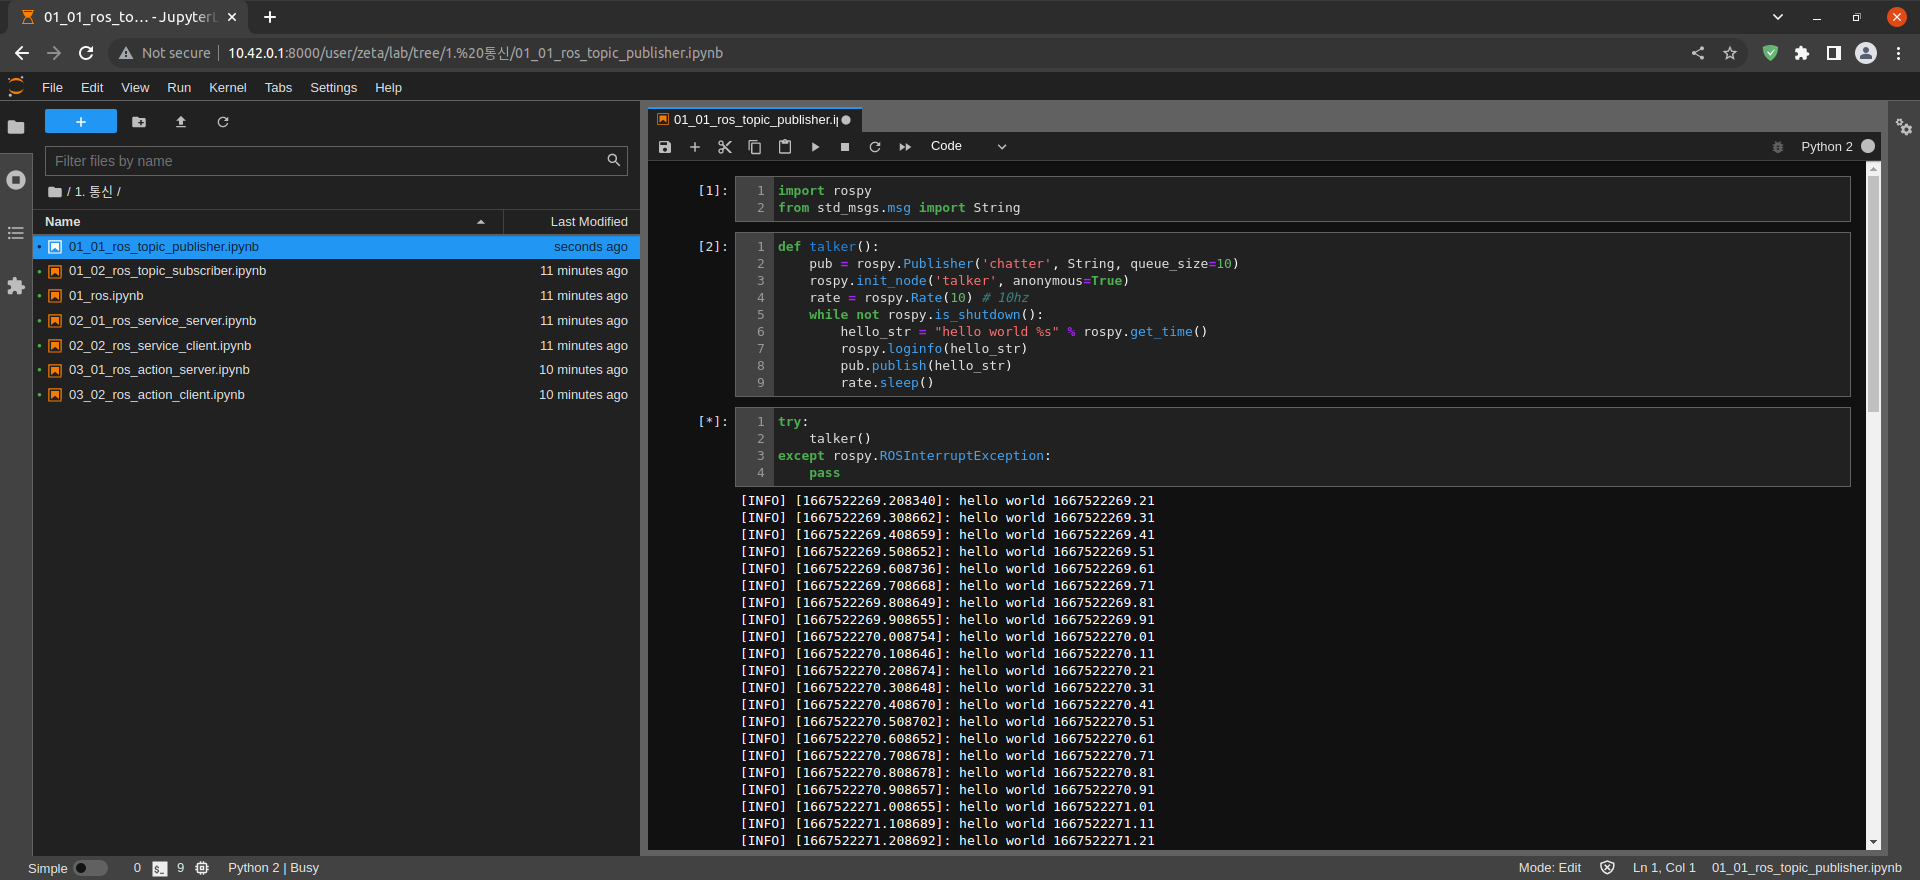 01_01_ros_to… - JupyterL
Not secure
10.42.0.1:8000/user/zeta/lab/tree/1.%20통신/01_01_ros_topic_publisher.ipynb
File Edit View Run Kernel Tabs Settings Help
Filter files by name
/ 1. 통신 /
Name Last Modified
01_01_ros_topic_publisher.ipynb seconds ago
01_02_ros_topic_subscriber.ipynb 11 minutes ago
01_ros.ipynb 11 minutes ago
02_01_ros_service_server.ipynb 11 minutes ago
02_02_ros_service_client.ipynb 11 minutes ago
03_01_ros_action_server.ipynb 10 minutes ago
03_02_ros_action_client.ipynb 10 minutes ago
01_01_ros_topic_publisher.ip
Code
Python 2
[1]: 1 import rospy
2 from std_msgs.msg import String
[2]: 1 def talker():
2 pub = rospy.Publisher('chatter', String, queue_size=10)
3 rospy.init_node('talker', anonymous=True)
4 rate = rospy.Rate(10) # 10hz
5 while not rospy.is_shutdown():
6 hello_str = "hello world %s" % rospy.get_time()
7 rospy.loginfo(hello_str)
8 pub.publish(hello_str)
9 rate.sleep()
[*]: 1 try:
2 talker()
3 except rospy.ROSInterruptException:
4 pass
[INFO] [1667522269.208340]: hello world 1667522269.21
[INFO] [1667522269.308662]: hello world 1667522269.31
[INFO] [1667522269.408659]: hello world 1667522269.41
[INFO] [1667522269.508652]: hello world 1667522269.51
[INFO] [1667522269.608736]: hello world 1667522269.61
[INFO] [1667522269.708668]: hello world 1667522269.71
[INFO] [1667522269.808649]: hello world 1667522269.81
[INFO] [1667522269.908655]: hello world 1667522269.91
[INFO] [1667522270.008754]: hello world 1667522270.01
[INFO] [1667522270.108646]: hello world 1667522270.11
[INFO] [1667522270.208674]: hello world 1667522270.21
[INFO] [1667522270.308648]: hello world 1667522270.31
[INFO] [1667522270.408670]: hello world 1667522270.41
[INFO] [1667522270.508702]: hello world 1667522270.51
[INFO] [1667522270.608652]: hello world 1667522270.61
[INFO] [1667522270.708678]: hello world 1667522270.71
[INFO] [1667522270.808678]: hello world 1667522270.81
[INFO] [1667522270.908657]: hello world 1667522270.91
[INFO] [1667522271.008655]: hello world 1667522271.01
[INFO] [1667522271.108689]: hello world 1667522271.11
[INFO] [1667522271.208692]: hello world 1667522271.21
Simple 0 $_ 9 Python 2 | Busy
Mode: Edit Ln 1, Col 1 01_01_ros_topic_publisher.ipynb